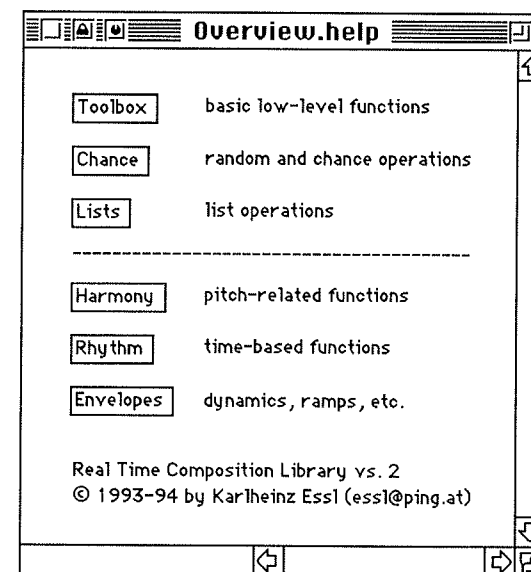 Overview.help
Toolbox basic low-level functions
Chance random and chance operations
Lists list operations
Harmony pitch-related functions
Rhythm time-based functions
Envelopes dynamics, ramps, etc.
Real Time Composition Library vs. 2
© 1993-94 by Karlheinz Essl (essl@ping.at)